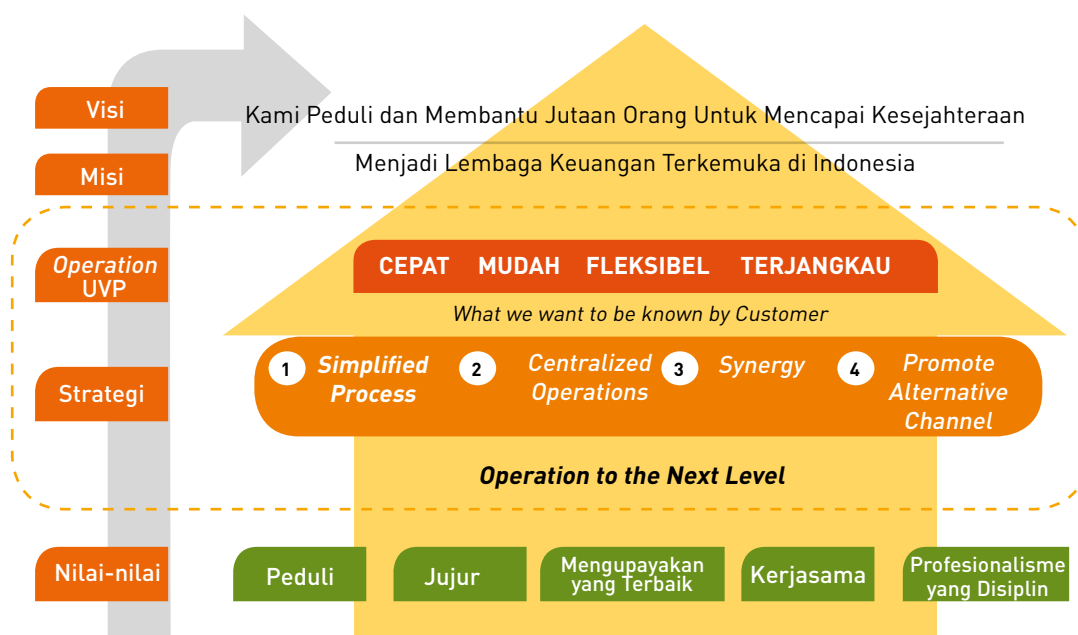 Visi
Kami Peduli dan Membantu Jutaan Orang Untuk Mencapai Kesejahteraan
Misi
Menjadi Lembaga Keuangan Terkemuka di Indonesia
Operation
UVP
CEPAT MUDAH FLEKSIBEL TERJANGKAU
What we want to be known by Customer
Strategi
1 Simplified
Process
2 Centralized
Operations
3 Synergy
4 Promote
Alternative
Channel
Operation to the Next Level
Nilai-nilai
Peduli
Jujur
Mengupayakan
yang Terbaik
Kerjasama
Profesionalisme
yang Disiplin